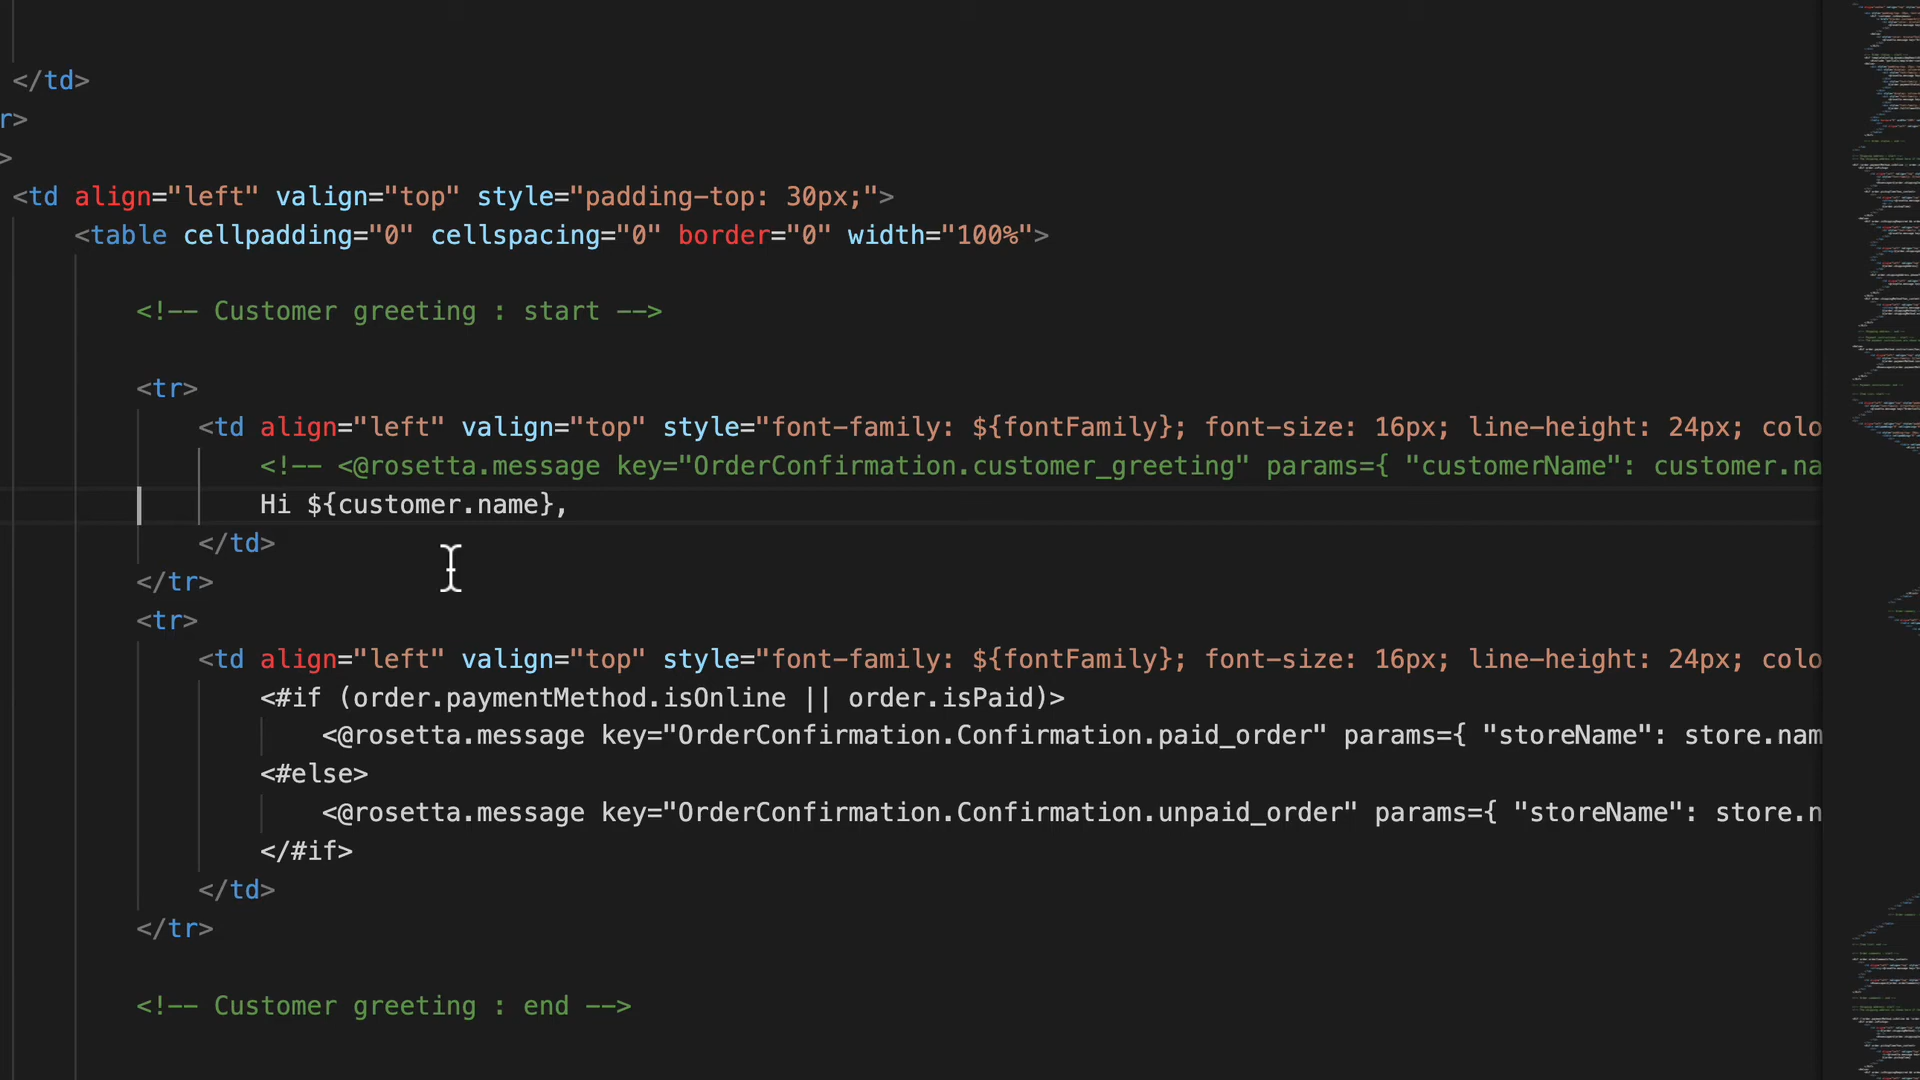 </td>
r>
>
<td align="left" valign="top" style="padding-top: 30px;">
<table cellpadding="0" cellspacing="0" border="0" width="100%">
<!-- Customer greeting : start -->
<tr>
<td align="left" valign="top" style="font-family: ${fontFamily}; font-size: 16px; line-height: 24px; colo
<!-- <@rosetta.message key="OrderConfirmation.customer_greeting" params={ "customerName": customer.na
Hi ${customer.name},
</td>
</tr>
<tr>
<td align="left" valign="top" style="font-family: ${fontFamily}; font-size: 16px; line-height: 24px; colo
<#if (order.paymentMethod.isOnline || order.isPaid)>
<@rosetta.message key="OrderConfirmation.Confirmation.paid_order" params={ "storeName": store.nam
<#else>
<@rosetta.message key="OrderConfirmation.Confirmation.unpaid_order" params={ "storeName": store.n
</#if>
</td>
</tr>
<!-- Customer greeting : end -->